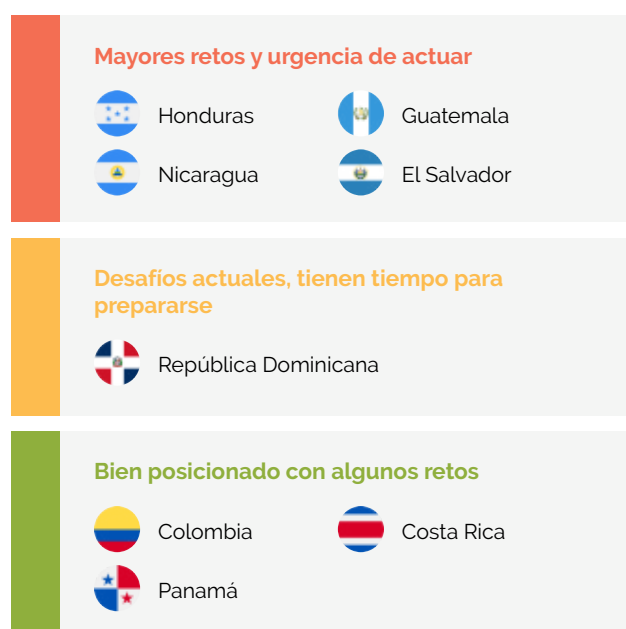 Mayores retos y urgencia de actuar
Honduras
Guatemala
Nicaragua
El Salvador
Desafíos actuales, tienen tiempo para
prepararse
República Dominicana
Bien posicionado con algunos retos
Colombia
Costa Rica
Panamá